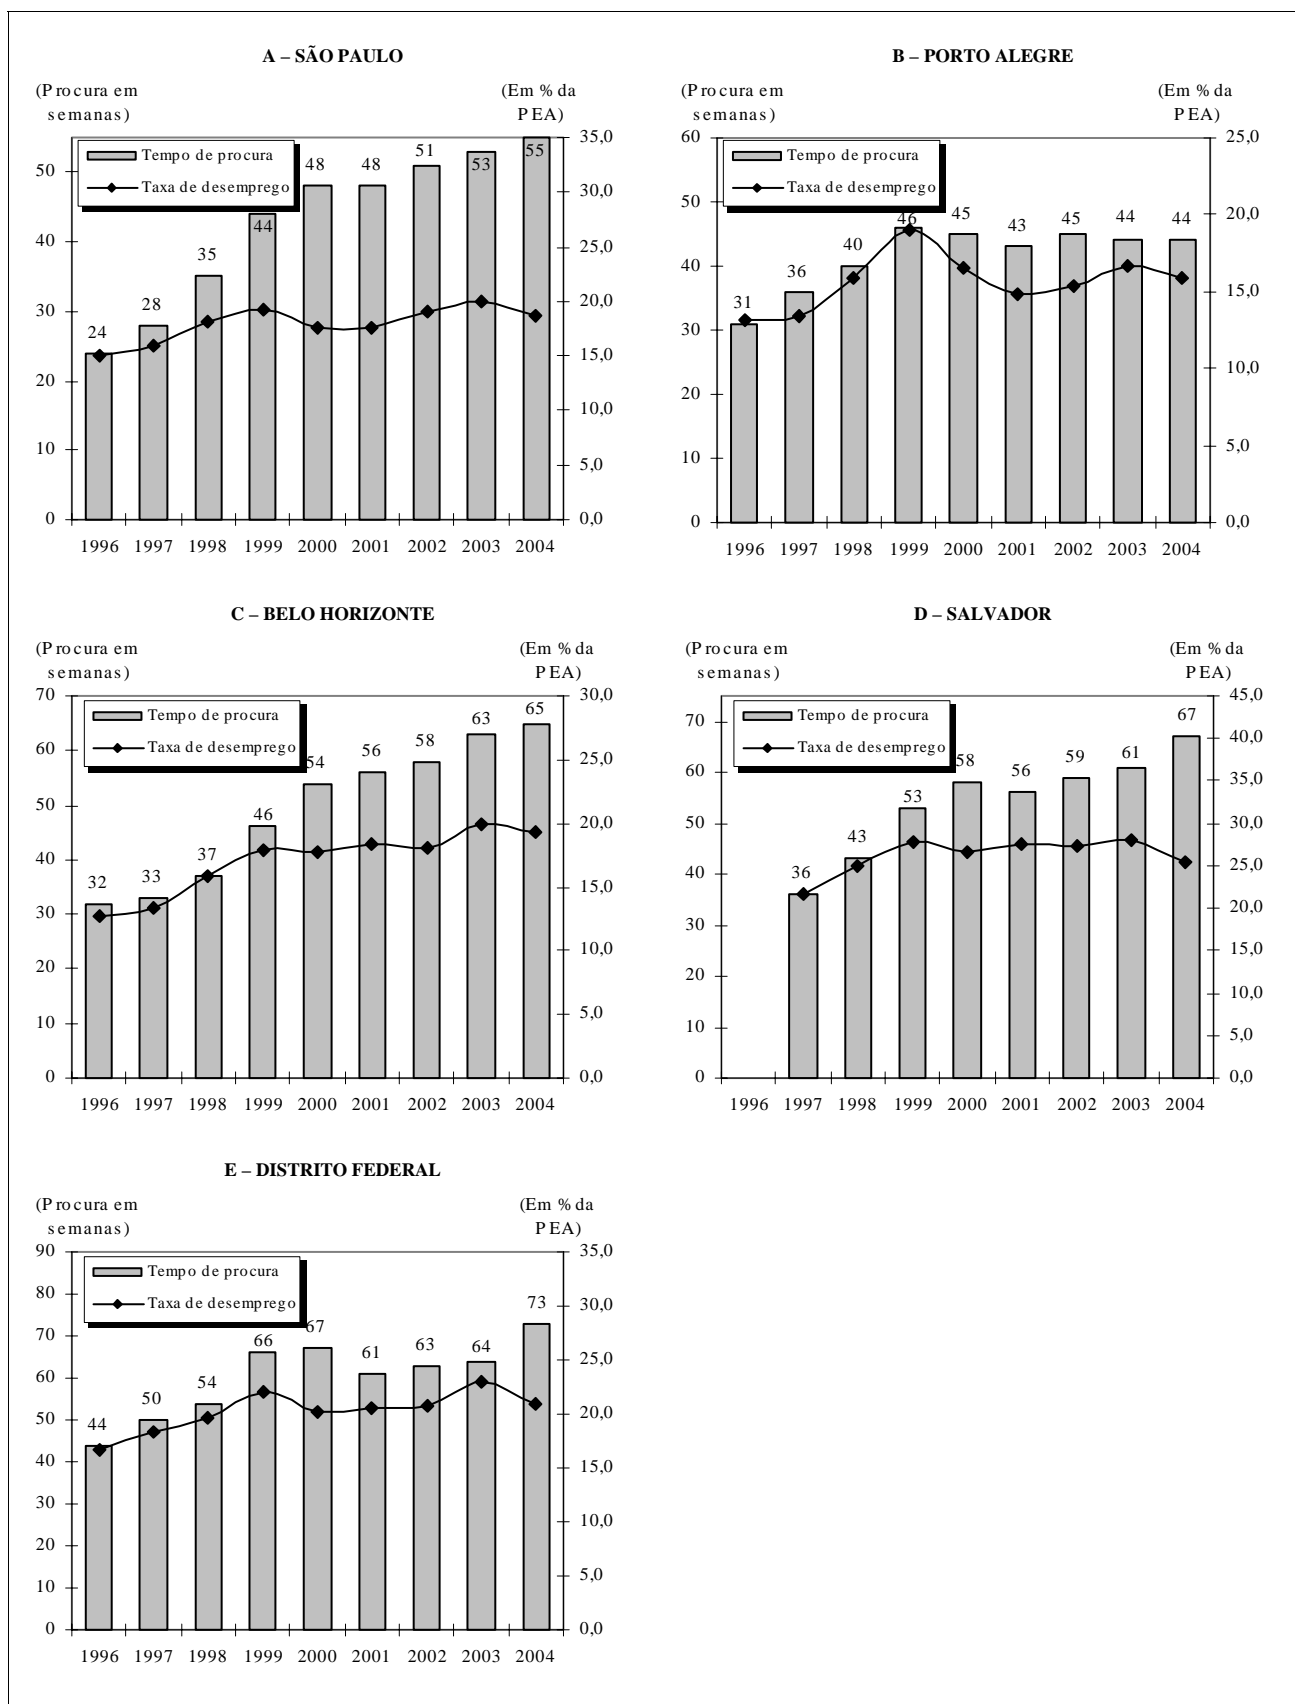 A – SÃO PAULO
(Procura em
semanas)
(Em % da
PEA)
Tempo de procura
Taxa de desemprego
50
40
30
20
10
0
35,0
30,0
25,0
20,0
15,0
10,0
5,0
0,0
24 28 35 44 48 48 51 53 55
1996 1997 1998 1999 2000 2001 2002 2003 2004
B – PORTO ALEGRE
(Procura em
semanas)
(Em % da
PEA)
Tempo de procura
Taxa de desemprego
60
50
40
30
20
10
0
25,0
20,0
15,0
10,0
5,0
0,0
31 36 40 46 45 43 45 44 44
1996 1997 1998 1999 2000 2001 2002 2003 2004
C – BELO HORIZONTE
(Procura em
semanas)
(Em % da
PEA)
Tempo de procura
Taxa de desemprego
70
60
50
40
30
20
10
0
30,0
25,0
20,0
15,0
10,0
5,0
0,0
32 33 37 46 54 56 58 63 65
1996 1997 1998 1999 2000 2001 2002 2003 2004
D – SALVADOR
(Procura em
semanas)
(Em % da
PEA)
Tempo de procura
Taxa de desemprego
70
60
50
40
30
20
10
0
45,0
40,0
35,0
30,0
25,0
20,0
15,0
10,0
5,0
0,0
36 43 53 58 56 59 61 67
1996 1997 1998 1999 2000 2001 2002 2003 2004
E – DISTRITO FEDERAL
(Procura em
semanas)
(Em % da
PEA)
Tempo de procura
Taxa de desemprego
90
80
70
60
50
40
30
20
10
0
35,0
30,0
25,0
20,0
15,0
10,0
5,0
0,0
44 50 54 66 67 61 63 64 73
1996 1997 1998 1999 2000 2001 2002 2003 2004